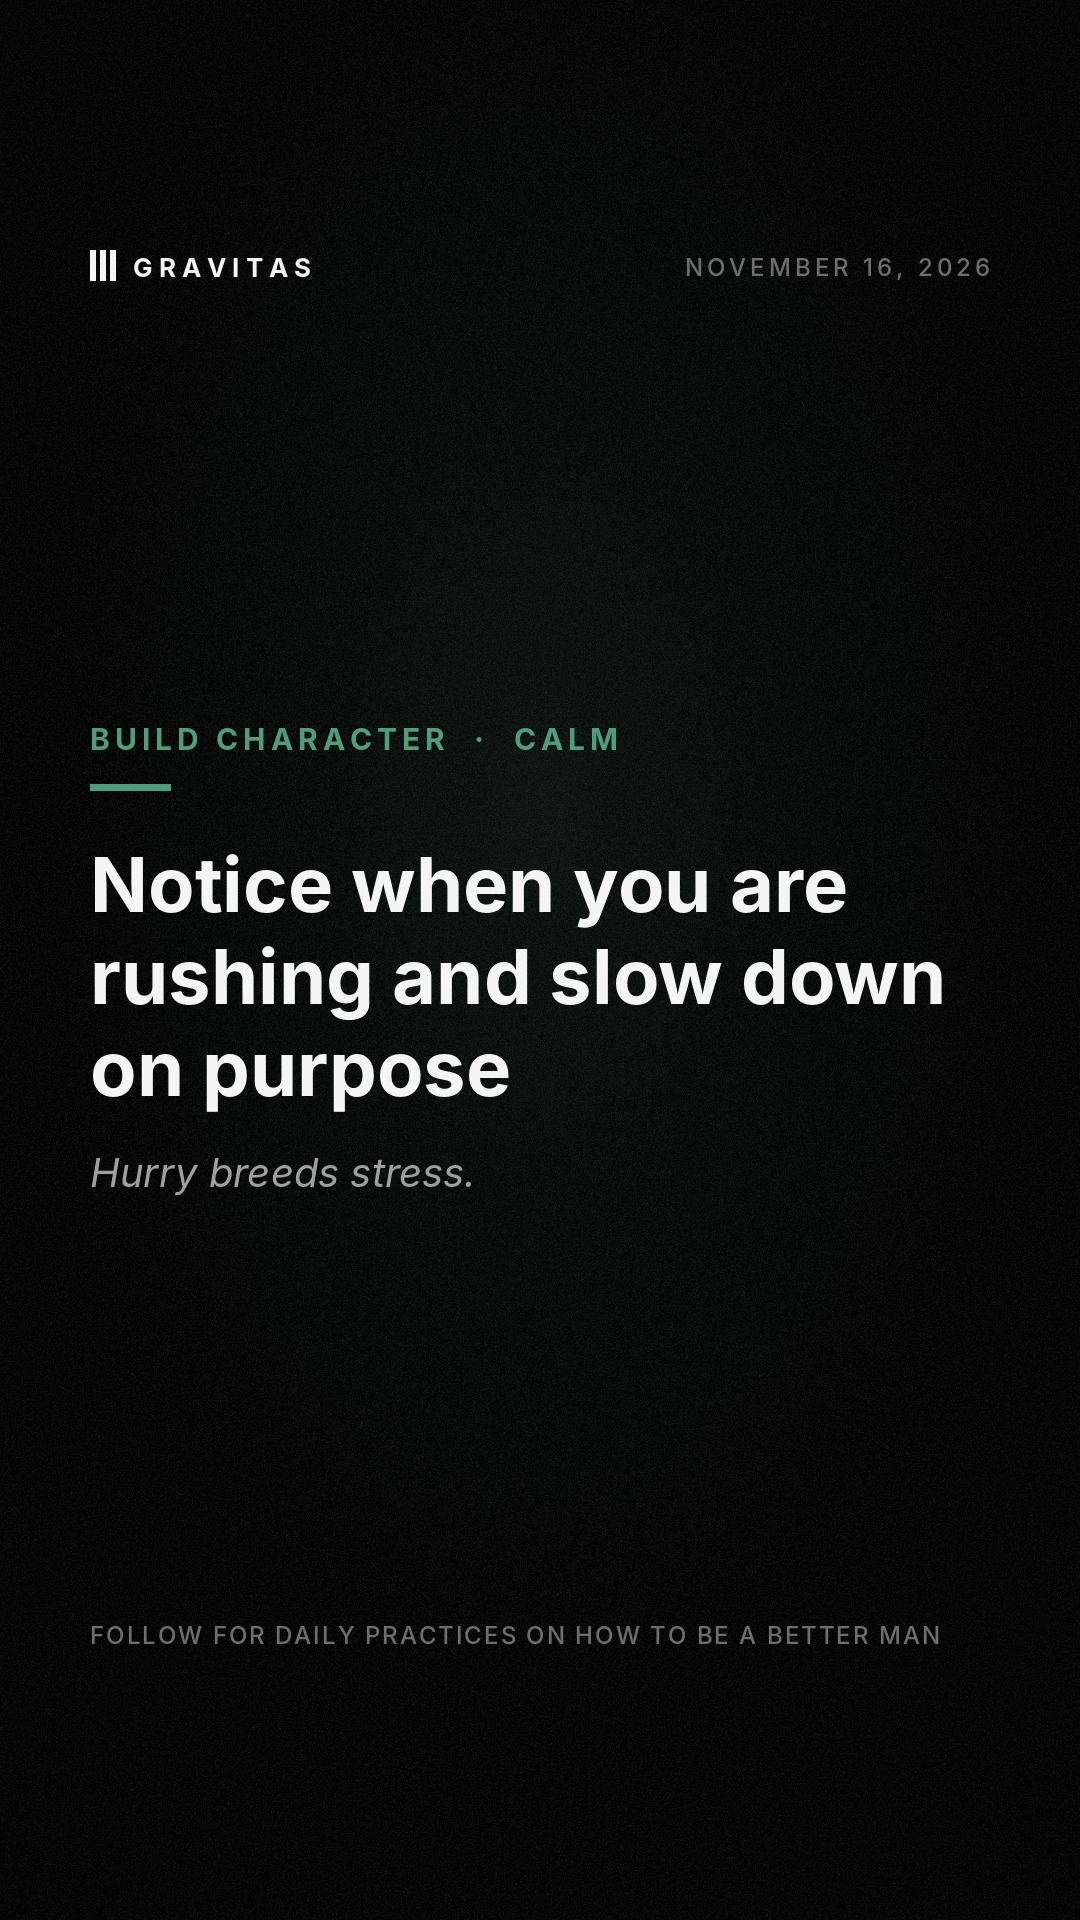 GRAVITAS
NOVEMBER 16, 2026
BUILD CHARACTER · CALM
Notice when you are
rushing and slow down
on purpose
Hurry breeds stress.
FOLLOW FOR DAILY PRACTICES ON HOW TO BE A BETTER MAN